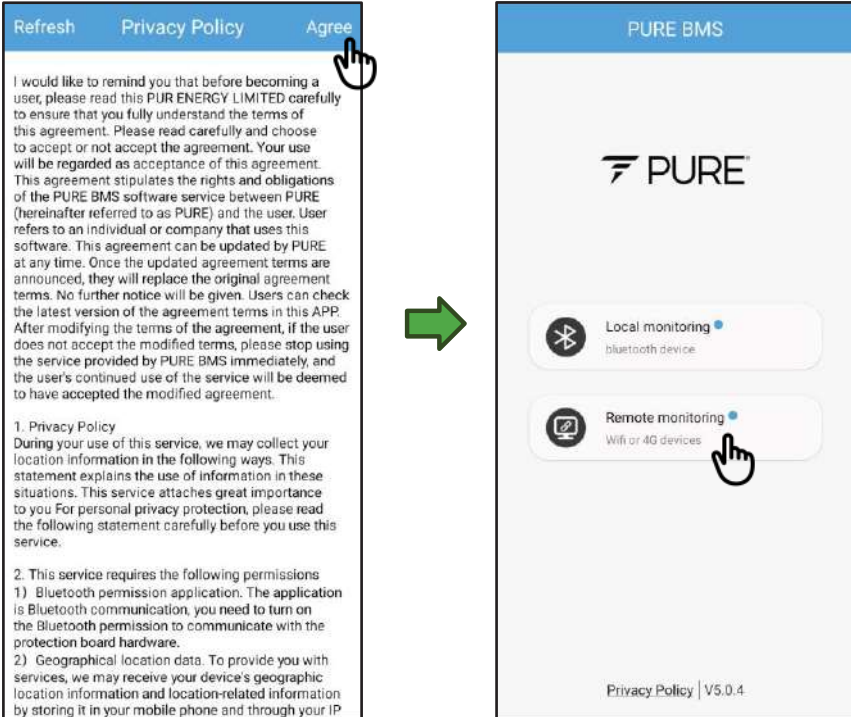 Refresh Privacy Policy Agree
I would like to remind you that before becoming a
user, please read this PUR ENERGY LIMITED carefully
to ensure that you fully understand the terms of
this agreement. Please read carefully and choose
to accept or not accept the agreement. Your use
will be regarded as acceptance of this agreement.
This agreement stipulates the rights and obligations
of the PURE BMS software service between PURE
(hereinafter referred to as PURE) and the user. User
refers to an individual or company that uses this
software. This agreement can be updated by PURE
at any time. Once the updated agreement terms are
announced, they will replace the original agreement
terms. No further notice will be given. Users can check
the latest version of the agreement terms in this APP.
After modifying the terms of the agreement, if the user
does not accept the modified terms, please stop using
the service provided by PURE BMS immediately, and
the user's continued use of the service will be deemed
to have accepted the modified agreement.
1. Privacy Policy
During your use of this service, we may collect your
location information in the following ways. This
statement explains the use of information in these
situations. This service attaches great importance
to you For personal privacy protection, please read
the following statement carefully before you use this
service.
2. This service requires the following permissions
1) Bluetooth permission application. The application
is Bluetooth communication, you need to turn on
the Bluetooth permission to communicate with the
protection board hardware.
2) Geographical location data. To provide you with
services, we may receive your device's geographic
location information and location-related information
by storing it in your mobile phone and through your IP
PURE BMS
PURE
Local monitoring
bluetooth device
Remote monitoring
Wifi or 4G devices
Privacy Policy | V5.0.4